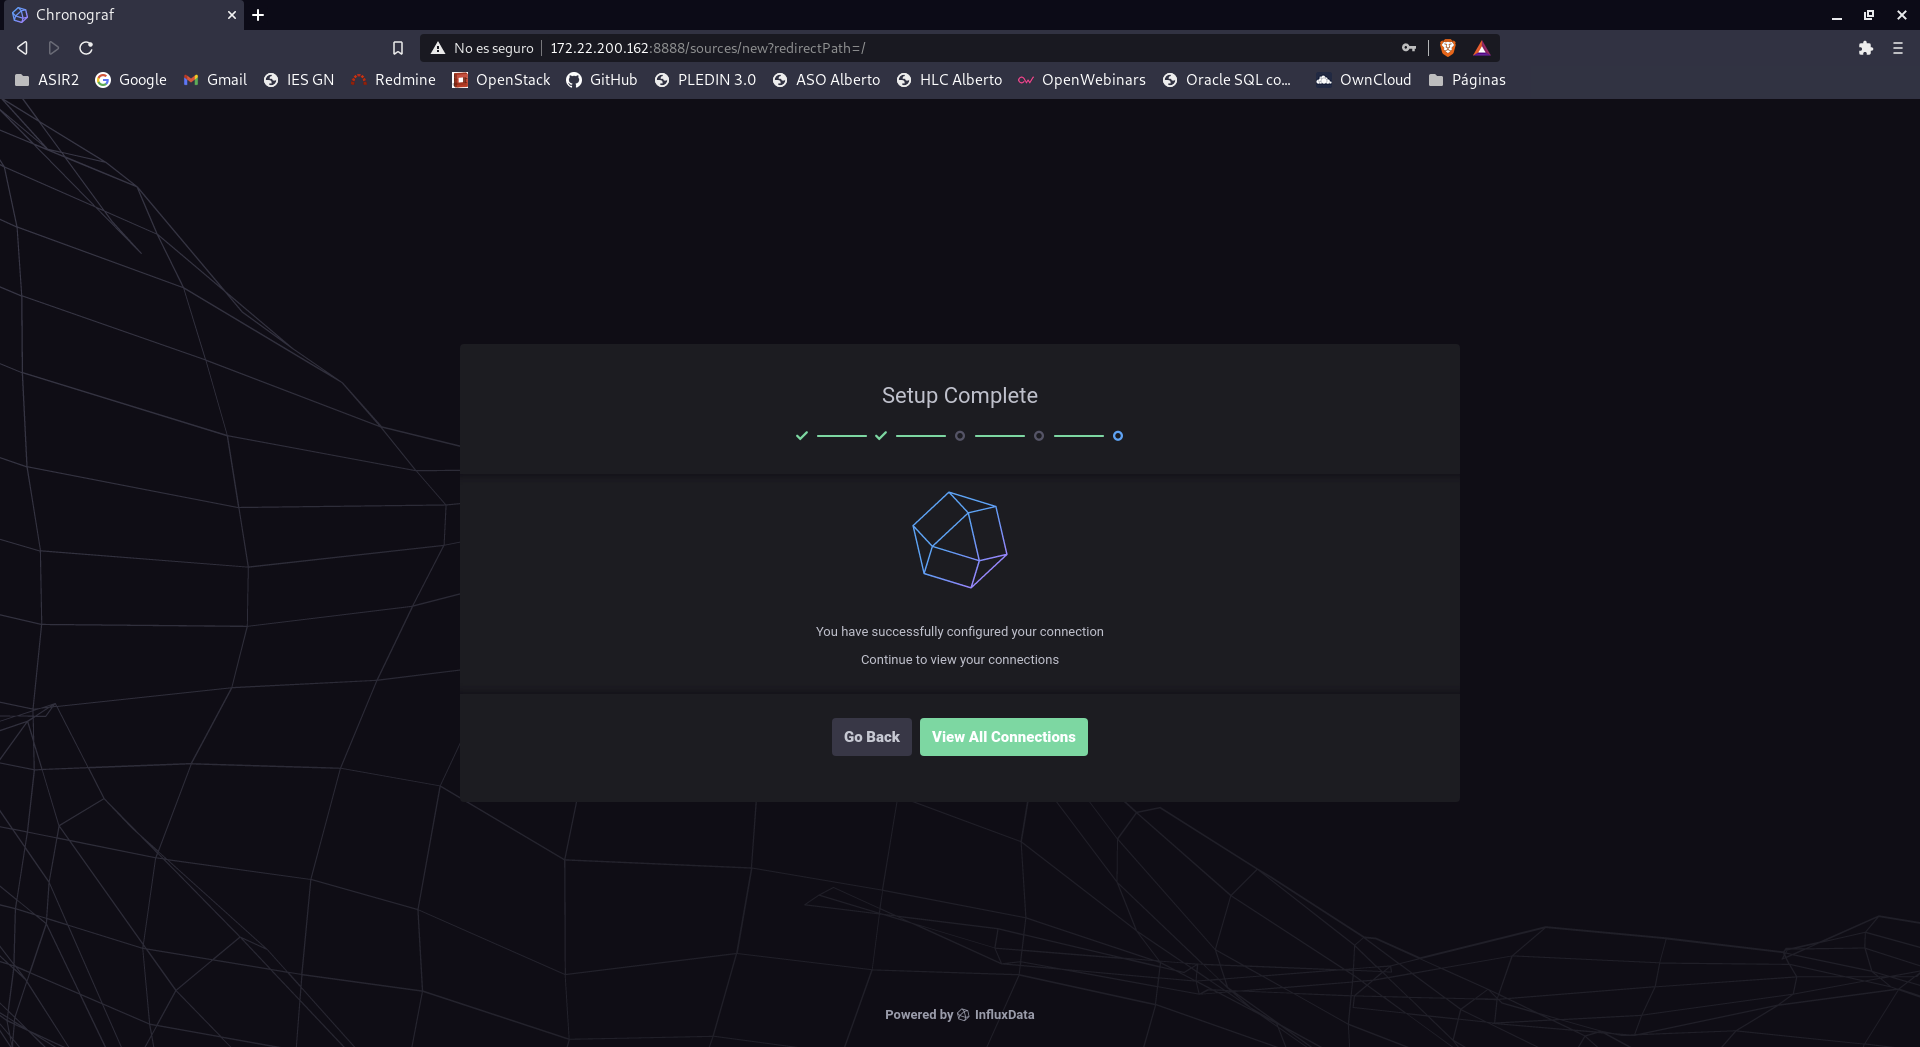 Chronograf
No es seguro 172.22.200.162:8888/sources/new?redirectPath=/
ASIR2 Google Gmail IES GN Redmine OpenStack GitHub PLEDIN 3.0 ASO Alberto HLC Alberto OpenWebinars Oracle SQL co... OwnCloud Páginas
Setup Complete
You have successfully configured your connection
Continue to view your connections
Go Back View All Connections
Powered by InfluxData